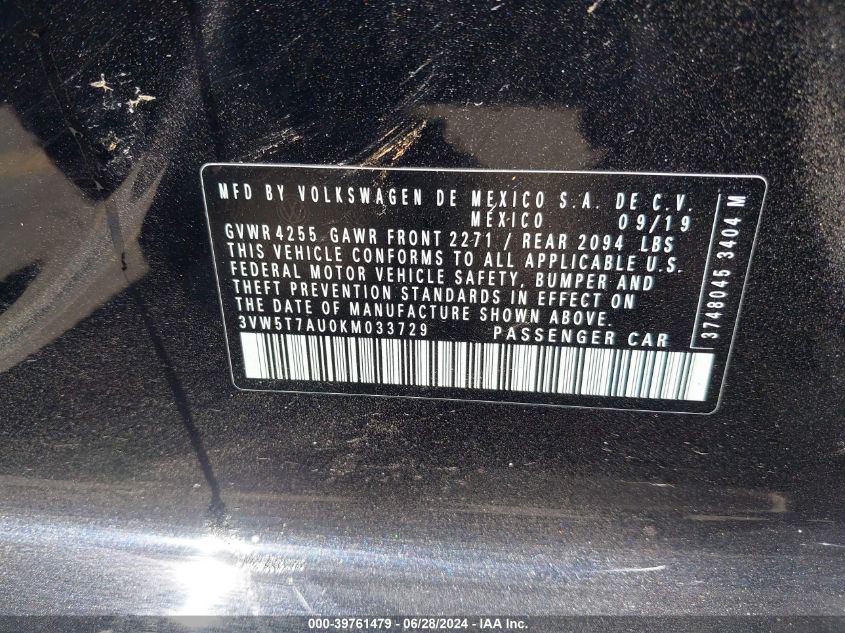 MFD BY VOLKSWAGEN DE MEXICO S.A. DE C.V.
MÉXICO 09/19
GVWR 4255 GAWR FRONT 2271 / REAR 2094 LBS
THIS VEHICLE CONFORMS TO ALL APPLICABLE U.S.
FEDERAL MOTOR VEHICLE SAFETY, BUMPER AND
THEFT PREVENTION STANDARDS IN EFFECT ON
THE DATE OF MANUFACTURE SHOWN ABOVE.
3VW5T7AU0KM033729 PASSENGER CAR
3748045 3404 M
000-39761479 - 06/28/2024 - IAA Inc.